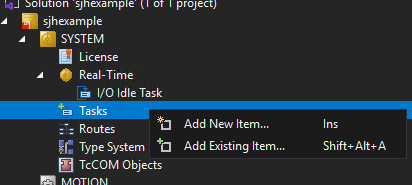 Solution 'sjhexample' (1 of 1 project)
sjhexample
SYSTEM
License
Real-Time
I/O Idle Task
Tasks
Add New Item... Ins
Routes
Type System
Add Existing Item... Shift+Alt+A
TcCOM Objects
MOTION